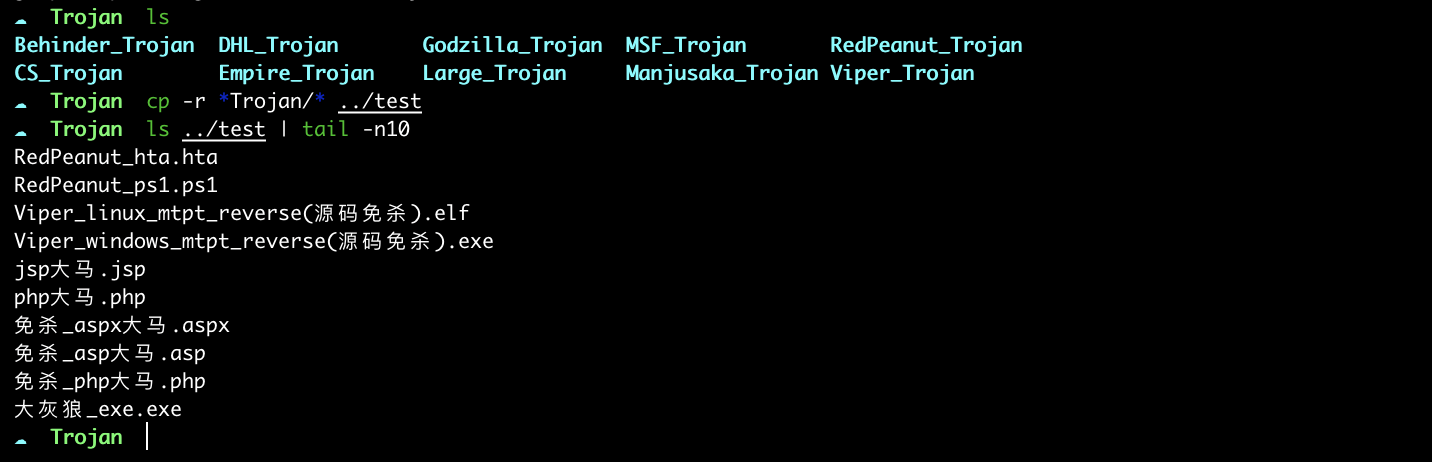 ☁ Trojan ls
Behinder_Trojan DHL_Trojan Godzilla_Trojan MSF_Trojan RedPeanut_Trojan
CS_Trojan Empire_Trojan Large_Trojan Manjusaka_Trojan Viper_Trojan
☁ Trojan cp -r *Trojan/* ../test
☁ Trojan ls ../test | tail -n10
RedPeanut_hta.hta
RedPeanut_ps1.ps1
Viper_linux_mtpt_reverse(源码免杀).elf
Viper_windows_mtpt_reverse(源码免杀).exe
jsp大马.jsp
php大马.php
免杀_aspx大马.aspx
免杀_asp大马.asp
免杀_php大马.php
大灰狼_exe.exe
☁ Trojan